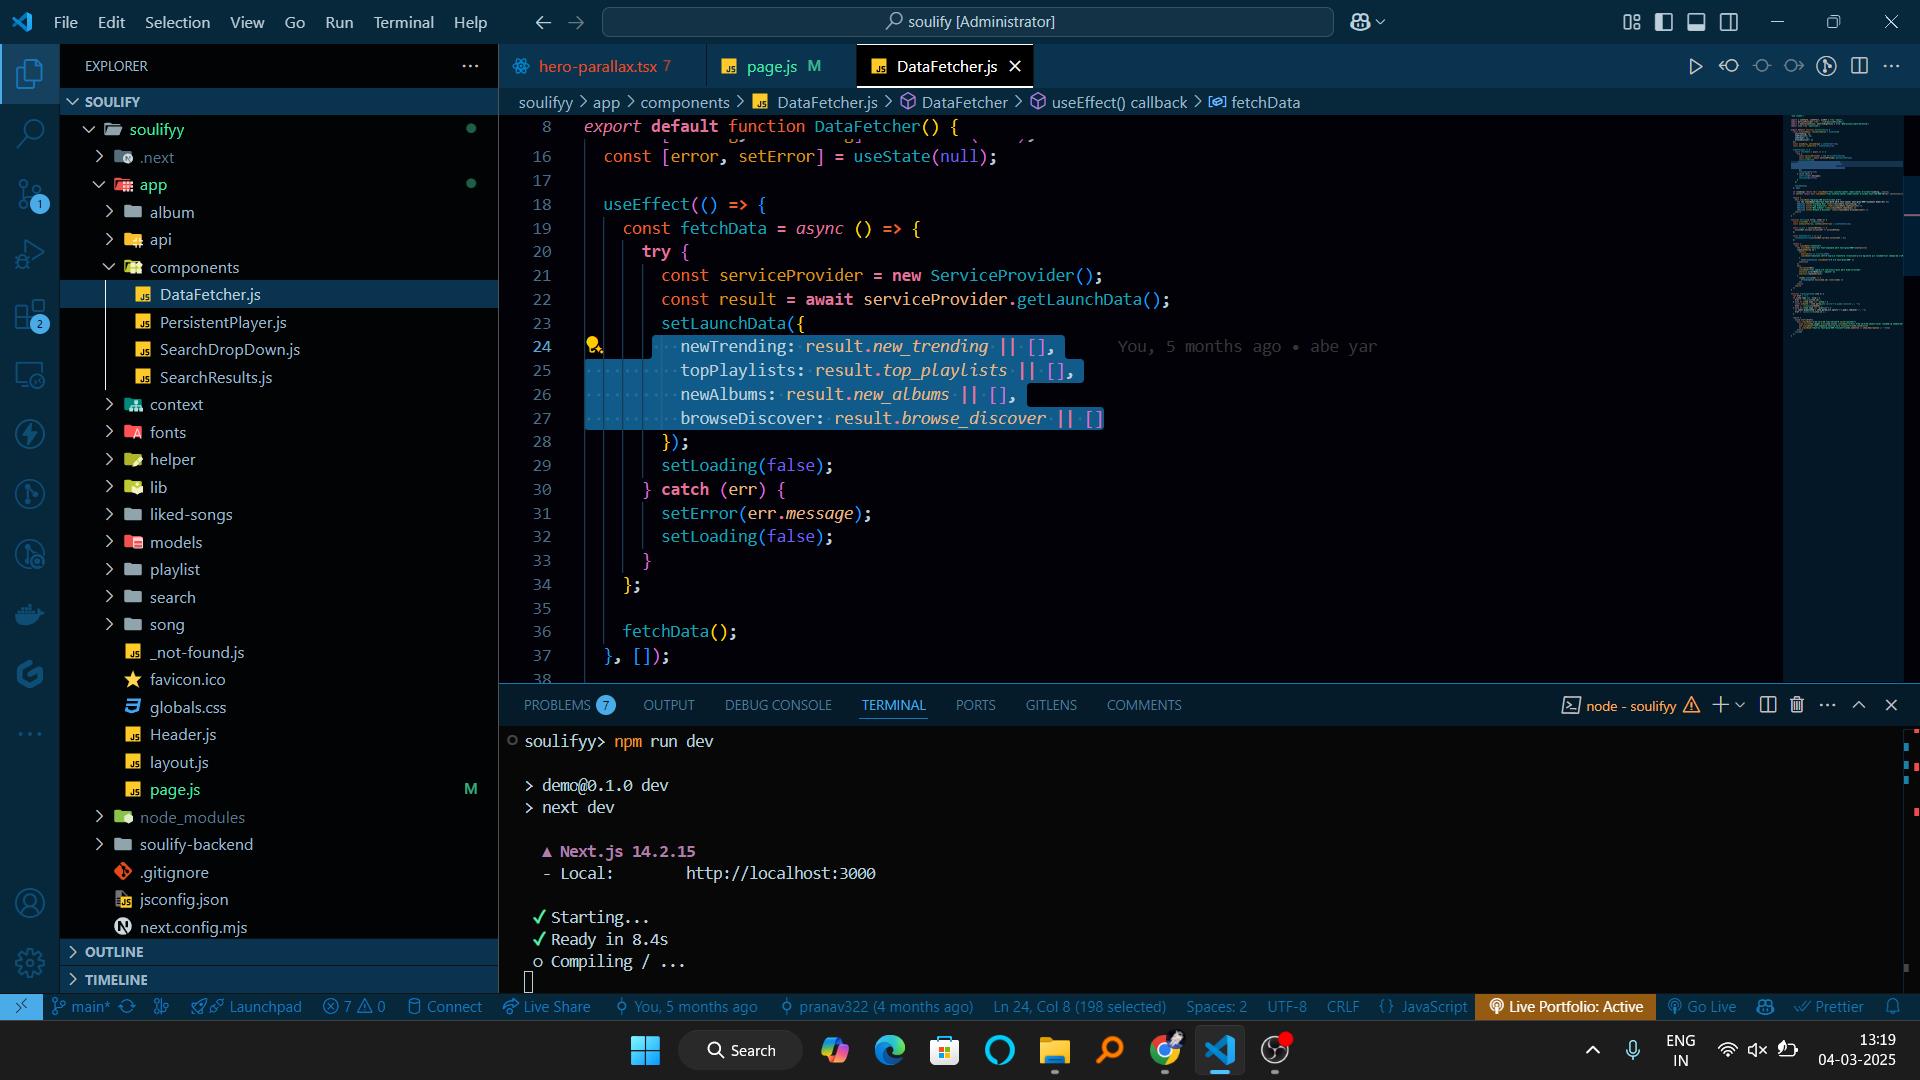 File Edit Selection View Go Run Terminal Help
soulify [Administrator]
EXPLORER
hero-parallax.tsx 7
page.js M
DataFetcher.js
SOULIFY
soulifyy
.next
app
album
api
components
DataFetcher.js
PersistentPlayer.js
SearchDropDown.js
SearchResults.js
context
fonts
helper
lib
liked-songs
models
playlist
search
song
_not-found.js
favicon.ico
globals.css
Header.js
layout.js
page.js M
node_modules
soulify-backend
.gitignore
jsconfig.json
next.config.mjs
OUTLINE
TIMELINE
soulifyy > app > components > DataFetcher.js > DataFetcher > useEffect() callback > fetchData
8 export default function DataFetcher() {
16 const [error, setError] = useState(null);
17
18 useEffect(() => {
19 const fetchData = async () => {
20 try {
21 const serviceProvider = new ServiceProvider();
22 const result = await serviceProvider.getLaunchData();
23 setLaunchData({
24 newTrending: result.new_trending || [], You, 5 months ago • abe yar
25 topPlaylists: result.top_playlists || [],
26 newAlbums: result.new_albums || [],
27 browseDiscover: result.browse_discover || []
28 });
29 setLoading(false);
30 } catch (err) {
31 setError(err.message);
32 setLoading(false);
33 }
34 };
35
36 fetchData();
37 }, []);
38
PROBLEMS 7 OUTPUT DEBUG CONSOLE TERMINAL PORTS GITLENS COMMENTS
node - soulifyy
soulifyy> npm run dev
> demo@0.1.0 dev
> next dev
▲ Next.js 14.2.15
- Local: http://localhost:3000
✓ Starting...
✓ Ready in 8.4s
○ Compiling / ...
main* Launchpad 7 0 Connect Live Share You, 5 months ago pranav322 (4 months ago) Ln 24, Col 8 (198 selected) Spaces: 2 UTF-8 CRLF {} JavaScript Live Portfolio: Active Go Live Prettier
1
2
Search
ENG
IN
13:19
04-03-2025